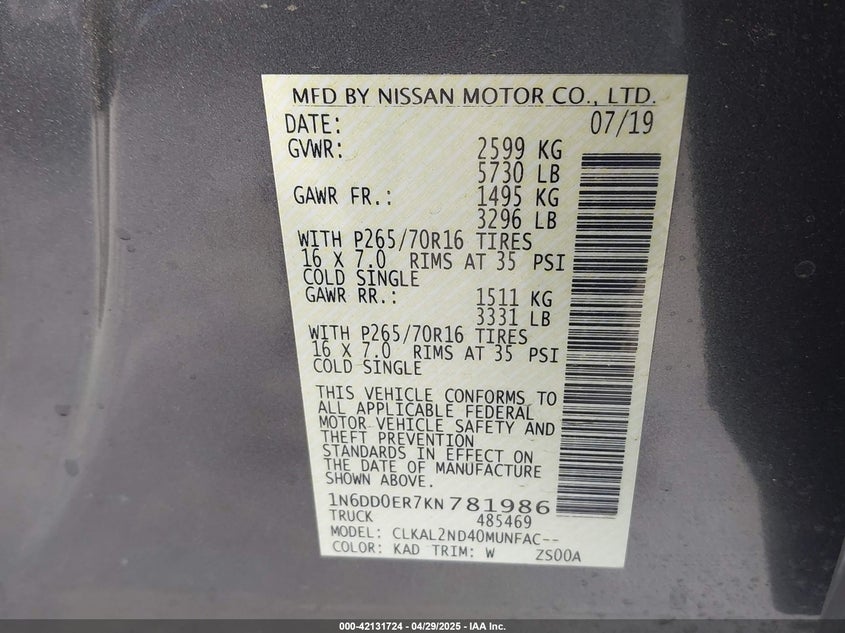 MFD BY NISSAN MOTOR CO., LTD.
DATE: 07/19
GVWR: 2599 KG
5730 LB
GAWR FR.: 1495 KG
3296 LB
WITH P265/70R16 TIRES
16 X 7.0 RIMS AT 35 PSI
COLD SINGLE
GAWR RR.: 1511 KG
3331 LB
WITH P265/70R16 TIRES
16 X 7.0 RIMS AT 35 PSI
COLD SINGLE
THIS VEHICLE CONFORMS TO
ALL APPLICABLE FEDERAL
MOTOR VEHICLE SAFETY AND
THEFT PREVENTION
STANDARDS IN EFFECT ON
THE DATE OF MANUFACTURE
SHOWN ABOVE.
1N6DD0ER7KN781986
TRUCK 485469
MODEL: CLKAL2ND40MUNFAC--
COLOR: KAD TRIM: W ZS00A
000-42131724 | 04/29/2025 - IAA Inc.